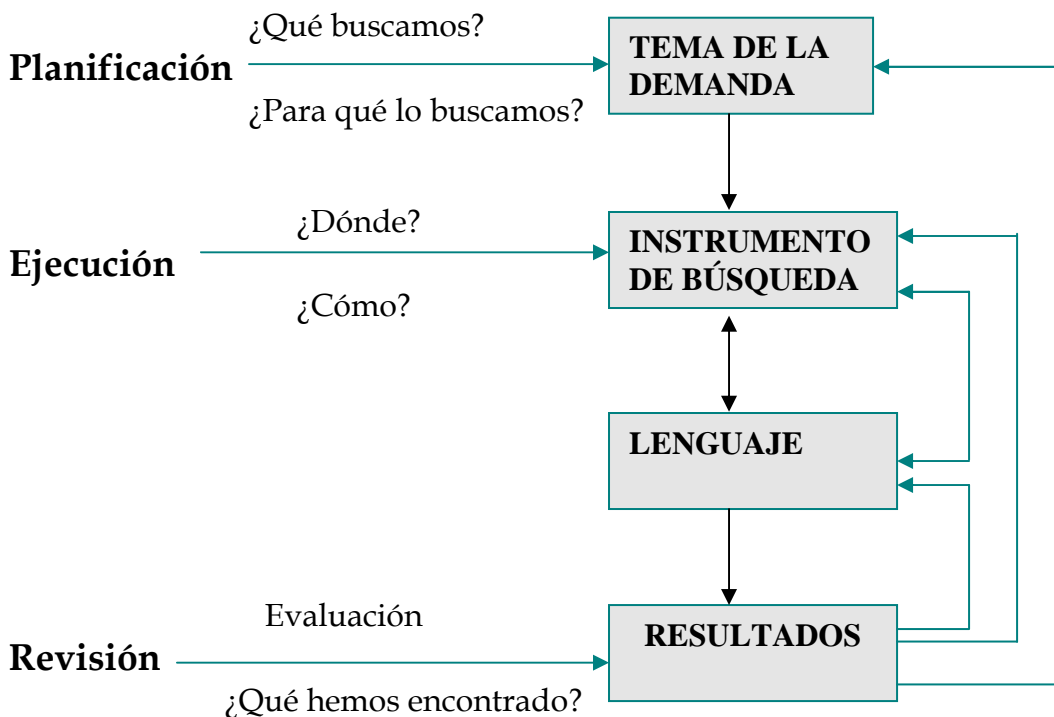 ¿Qué buscamos?
Planificación
¿Para qué lo buscamos?
TEMA DE LA
DEMANDA
¿Dónde?
Ejecución
¿Cómo?
INSTRUMENTO
DE BÚSQUEDA
LENGUAJE
Evaluación
Revisión
¿Qué hemos encontrado?
RESULTADOS